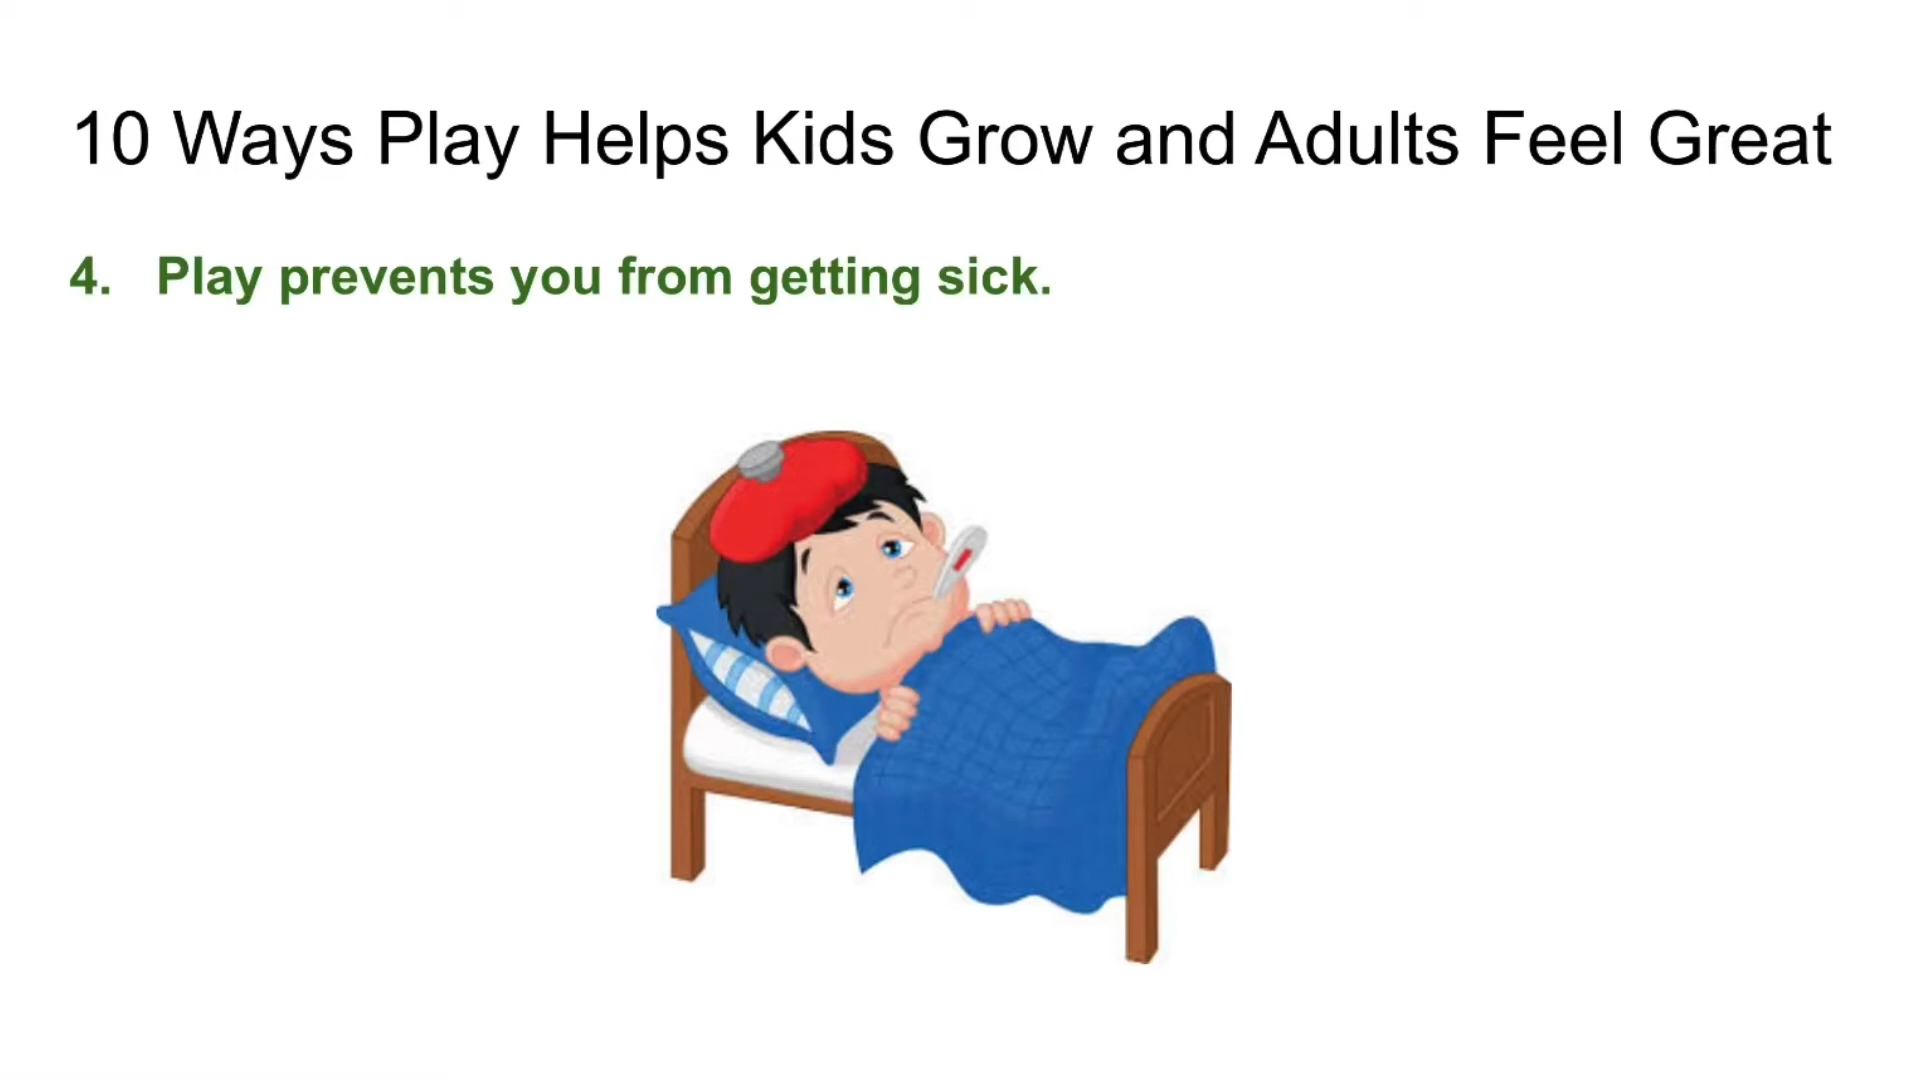 10 Ways Play Helps Kids Grow and Adults Feel Great
4. Play prevents you from getting sick.